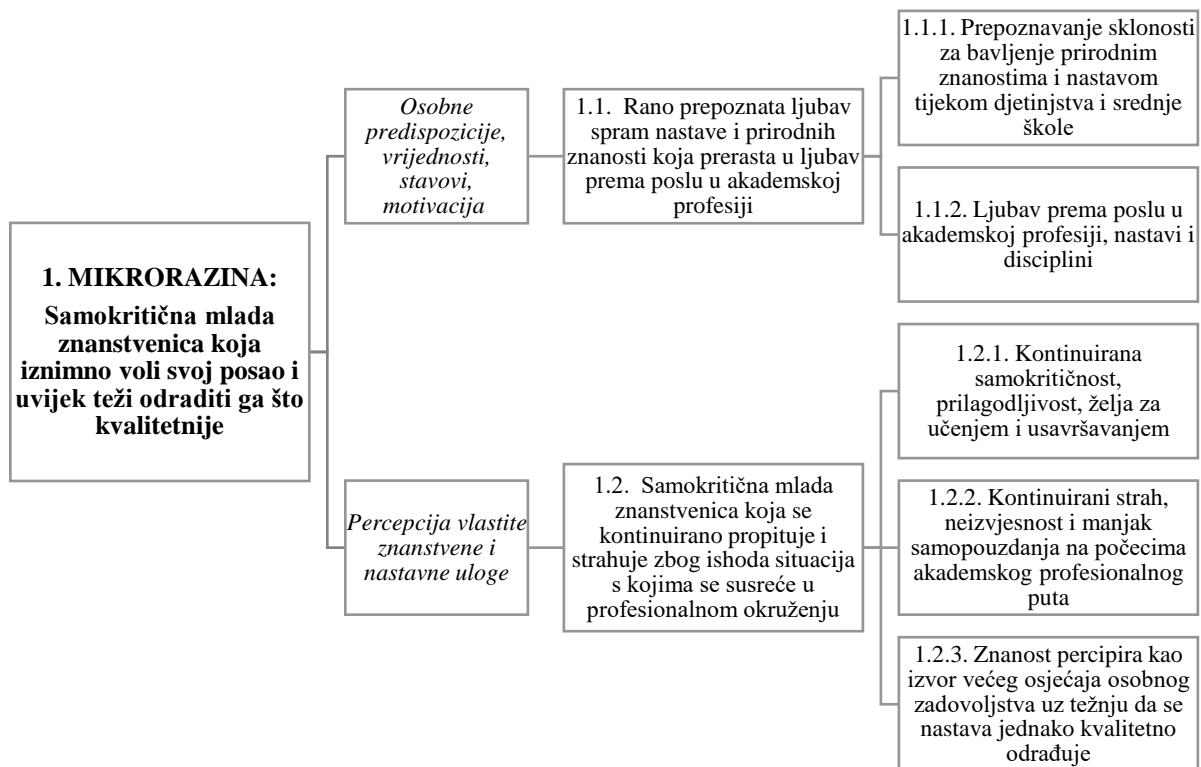 1. MIKRORAZINA:
Samokritična mlada
znanstvenica koja
iznimno voli svoj posao i
uvijek teži odraditi ga što
kvalitetnije
Osobne
predispozicije,
vrijednosti,
stavovi,
motivacija
1.1. Rano prepoznata ljubav
spram nastave i prirodnih
znanosti koja prerasta u ljubav
prema poslu u akademskoj
profesiji
1.1.1. Prepoznavanje sklonosti
za bavljenje prirodnim
znanostima i nastavom
tijekom djetinjstva i srednje
škole
1.1.2. Ljubav prema poslu u
akademskoj profesiji, nastavi i
disciplini
Percepcija vlastite
znanstvene i
nastavne uloge
1.2. Samokritična mlada
znanstvenica koja se
kontinuirano propituje i
strahuje zbog ishoda situacija
s kojima se susreće u
profesionalnom okruženju
1.2.1. Kontinuirana
samokritičnost,
prilagodljivost, želja za
učenjem i usavršavanjem
1.2.2. Kontinuirani strah,
neizvjesnost i manjak
samopouzdanja na počecima
akademskog profesionalnog
puta
1.2.3. Znanost percipira kao
izvor većeg osjećaja osobnog
zadovoljstva uz težnju da se
nastava jednako kvalitetno
odrađuje